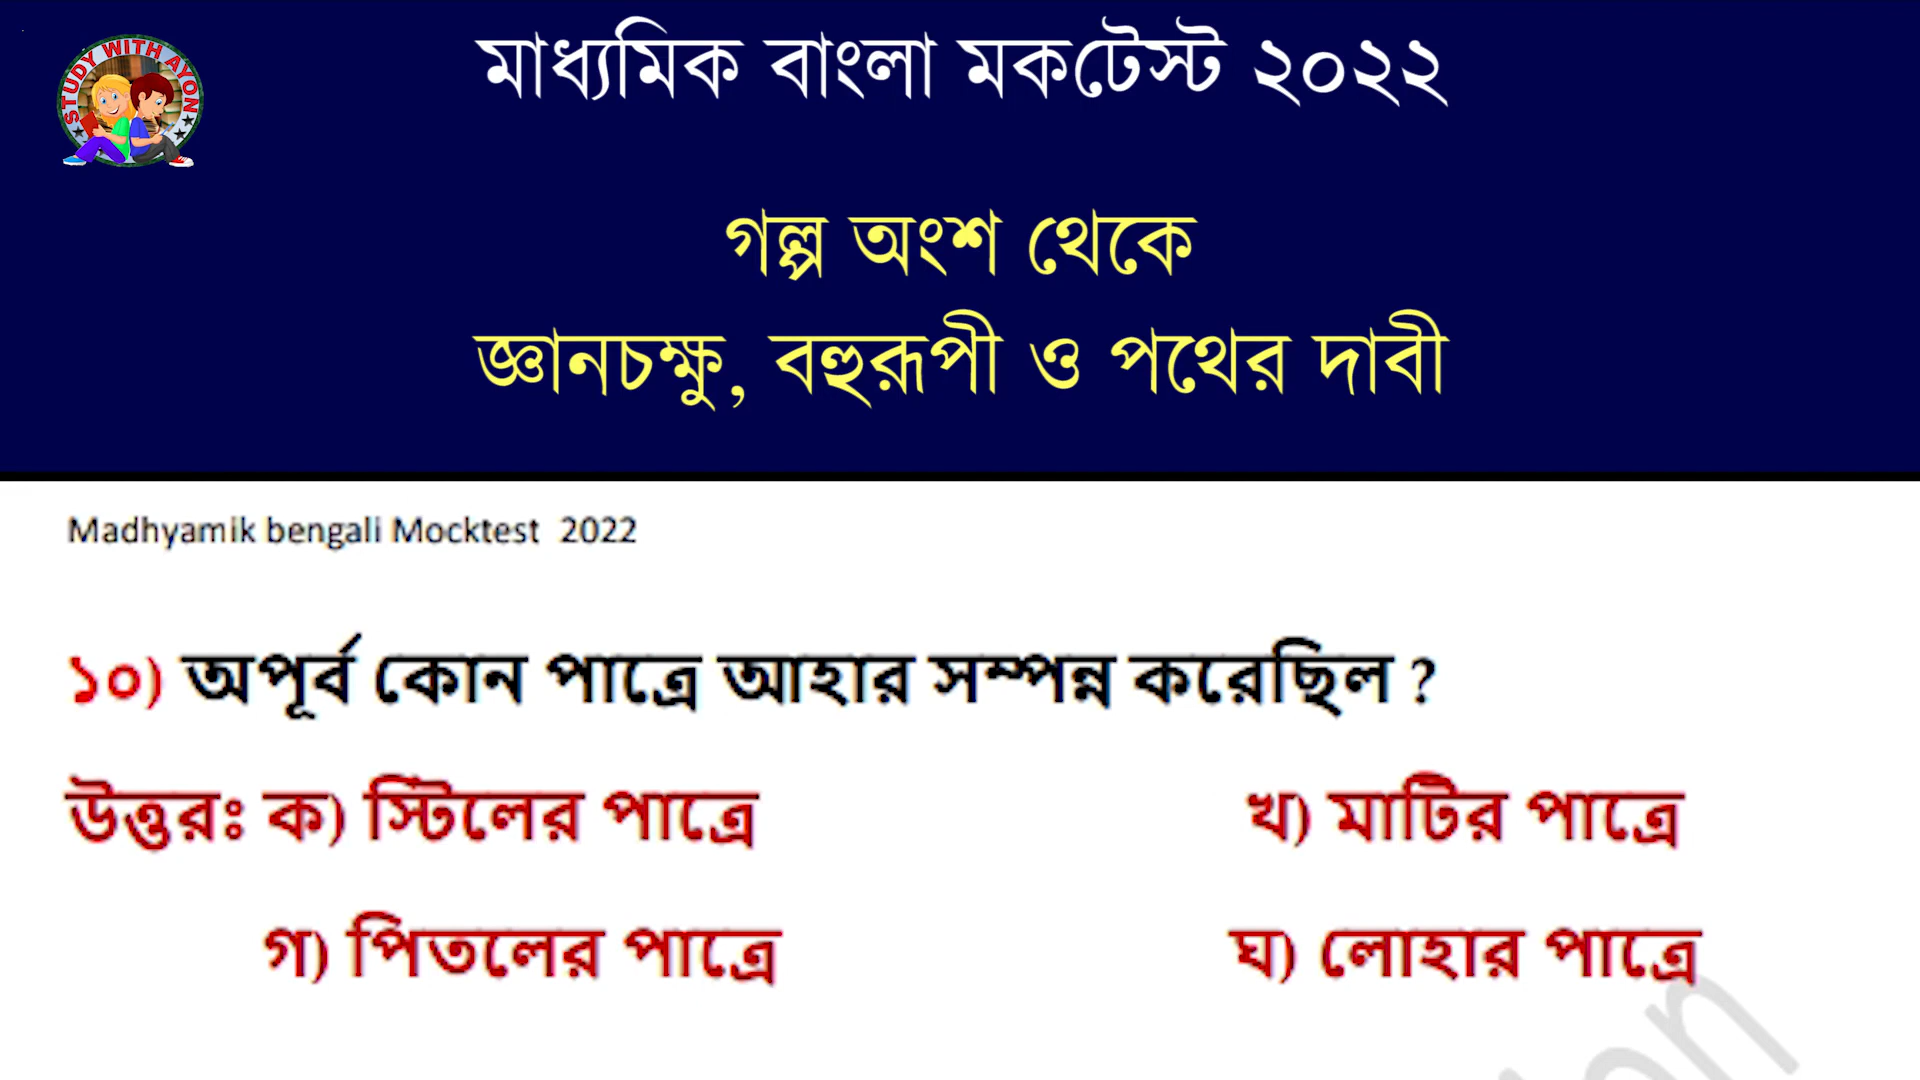 STUDY WITH AYON
মাধ্যমিক বাংলা মকটেস্ট ২০২২
গল্প অংশ থেকে
জ্ঞানচক্ষু, বহুরূপী ও পথের দাবী
Madhyamik bengali Mocktest 2022
১০) অপূর্ব কোন পাত্রে আহার সম্পন্ন করেছিল ?
উত্তরঃ ক) স্টিলের পাত্রে খ) মাটির পাত্রে
গ) পিতলের পাত্রে ঘ) লোহার পাত্রে